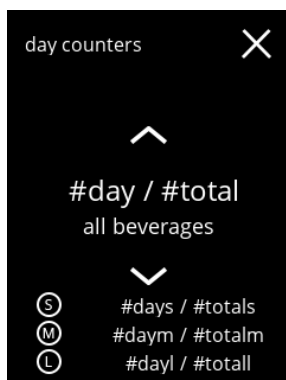 day counters
#day / #total
all beverages
S #days / #totals
M #daym / #totalm
L #dayl / #totall